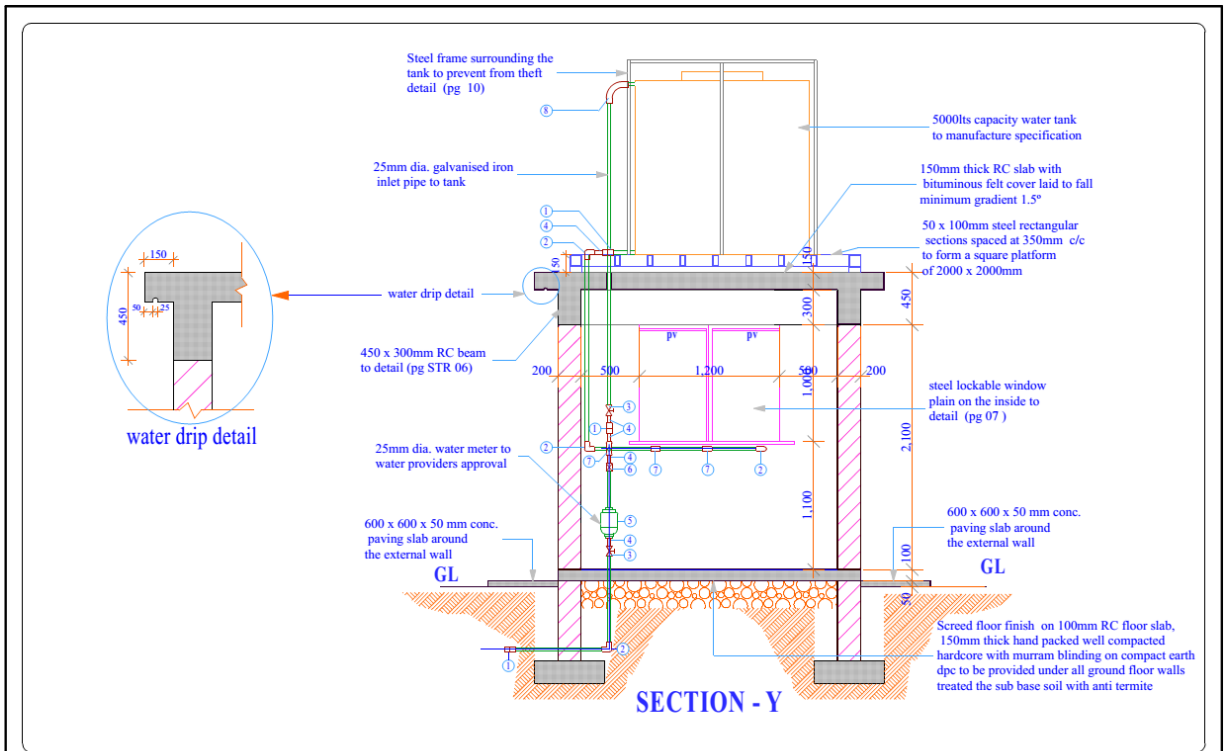 Steel frame surrounding the
tank to prevent from theft
detail (pg 10)
8
25mm dia. galvanised iron
inlet pipe to tank
5000lts capacity water tank
to manufacture specification
150mm thick RC slab with
bituminous felt cover laid to fall
minimum gradient 1.5º
50 x 100mm steel rectangular
sections spaced at 350mm c/c
to form a square platform
of 2000 x 2000mm
1
4
2
150
150
150
50
25
450
water drip detail
water drip detail
300
450
pv
pv
450 x 300mm RC beam
to detail (pg STR 06)
200
500
1,200
200
1,000
steel lockable window
plain on the inside to
detail (pg 07 )
2,100
3
1
4
2
7
4
6
7
7
2
25mm dia. water meter to
water providers approval
1,100
5
4
3
600 x 600 x 50 mm conc.
paving slab around
the external wall
GL
600 x 600 x 50 mm conc.
paving slab around
the external wall
GL
100
50
1
2
Screed floor finish on 100mm RC floor slab,
150mm thick hand packed well compacted
hardcore with murram blinding on compact earth
dpc to be provided under all ground floor walls
treated the sub base soil with anti termite
SECTION - Y